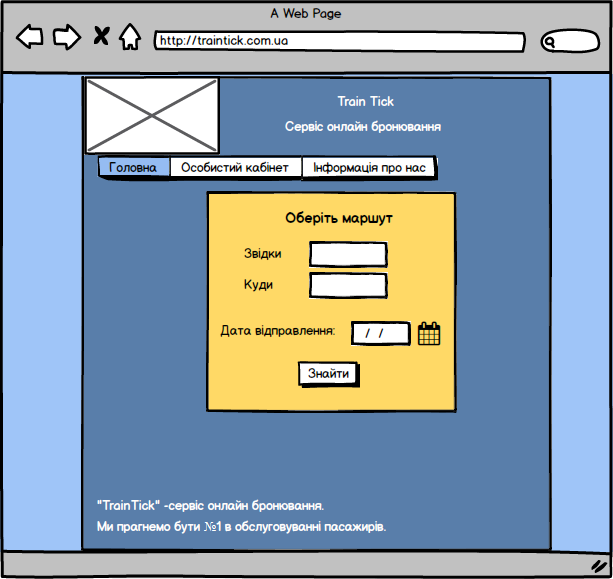 A Web Page
http://traintick.com.ua
Train Tick
Сервіс онлайн бронювання
Головна
Особистий кабінет
Інформація про нас
Оберіть маршут
Звідки
Куди
Дата відправлення: / /
Знайти
"TrainTick" -сервіс онлайн бронювання.
Ми прагнемо бути №1 в обслуговуванні пасажирів.